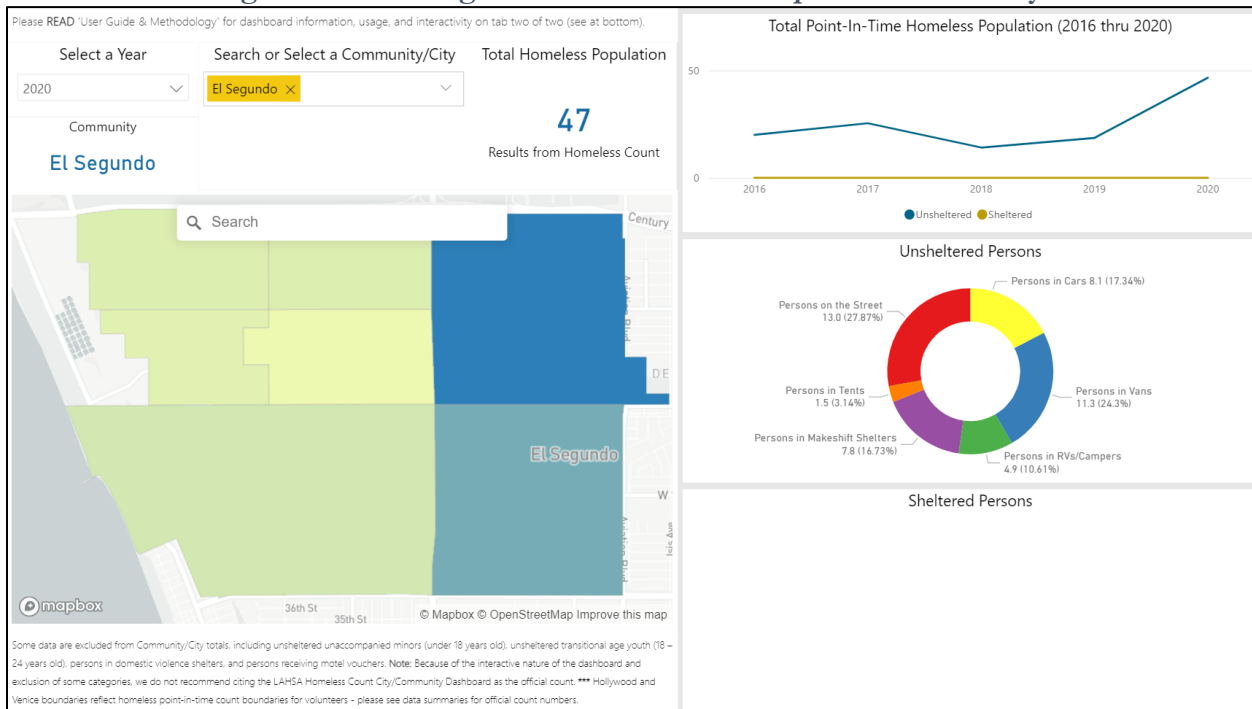 Please READ 'User Guide & Methodology' for dashboard information, usage, and interactivity on tab two of two (see at bottom).
Select a Year
2020
Search or Select a Community/City
El Segundo ×
Total Homeless Population
47
Results from Homeless Count
Community
El Segundo
Search
Century
Aviation Blvd
DE
El Segundo
W
Aviation Blvd
Isis Ave
36th St
35th St
mapbox
© Mapbox © OpenStreetMap Improve this map
Some data are excluded from Community/City totals, including unsheltered unaccompanied minors (under 18 years old), unsheltered transitional age youth (18 –
24 years old), persons in domestic violence shelters, and persons receiving motel vouchers. Note: Because of the interactive nature of the dashboard and
exclusion of some categories, we do not recommend citing the LAHSA Homeless Count City/Community Dashboard as the official count. *** Hollywood and
Venice boundaries reflect homeless point-in-time count boundaries for volunteers - please see data summaries for official count numbers.
Total Point-In-Time Homeless Population (2016 thru 2020)
50
0
2016 2017 2018 2019 2020
Unsheltered Sheltered
Unsheltered Persons
Persons in Cars 8.1 (17.34%)
Persons on the Street
13.0 (27.87%)
Persons in Tents
1.5 (3.14%)
Persons in Vans
11.3 (24.3%)
Persons in Makeshift Shelters
7.8 (16.73%)
Persons in RVs/Campers
4.9 (10.61%)
Sheltered Persons